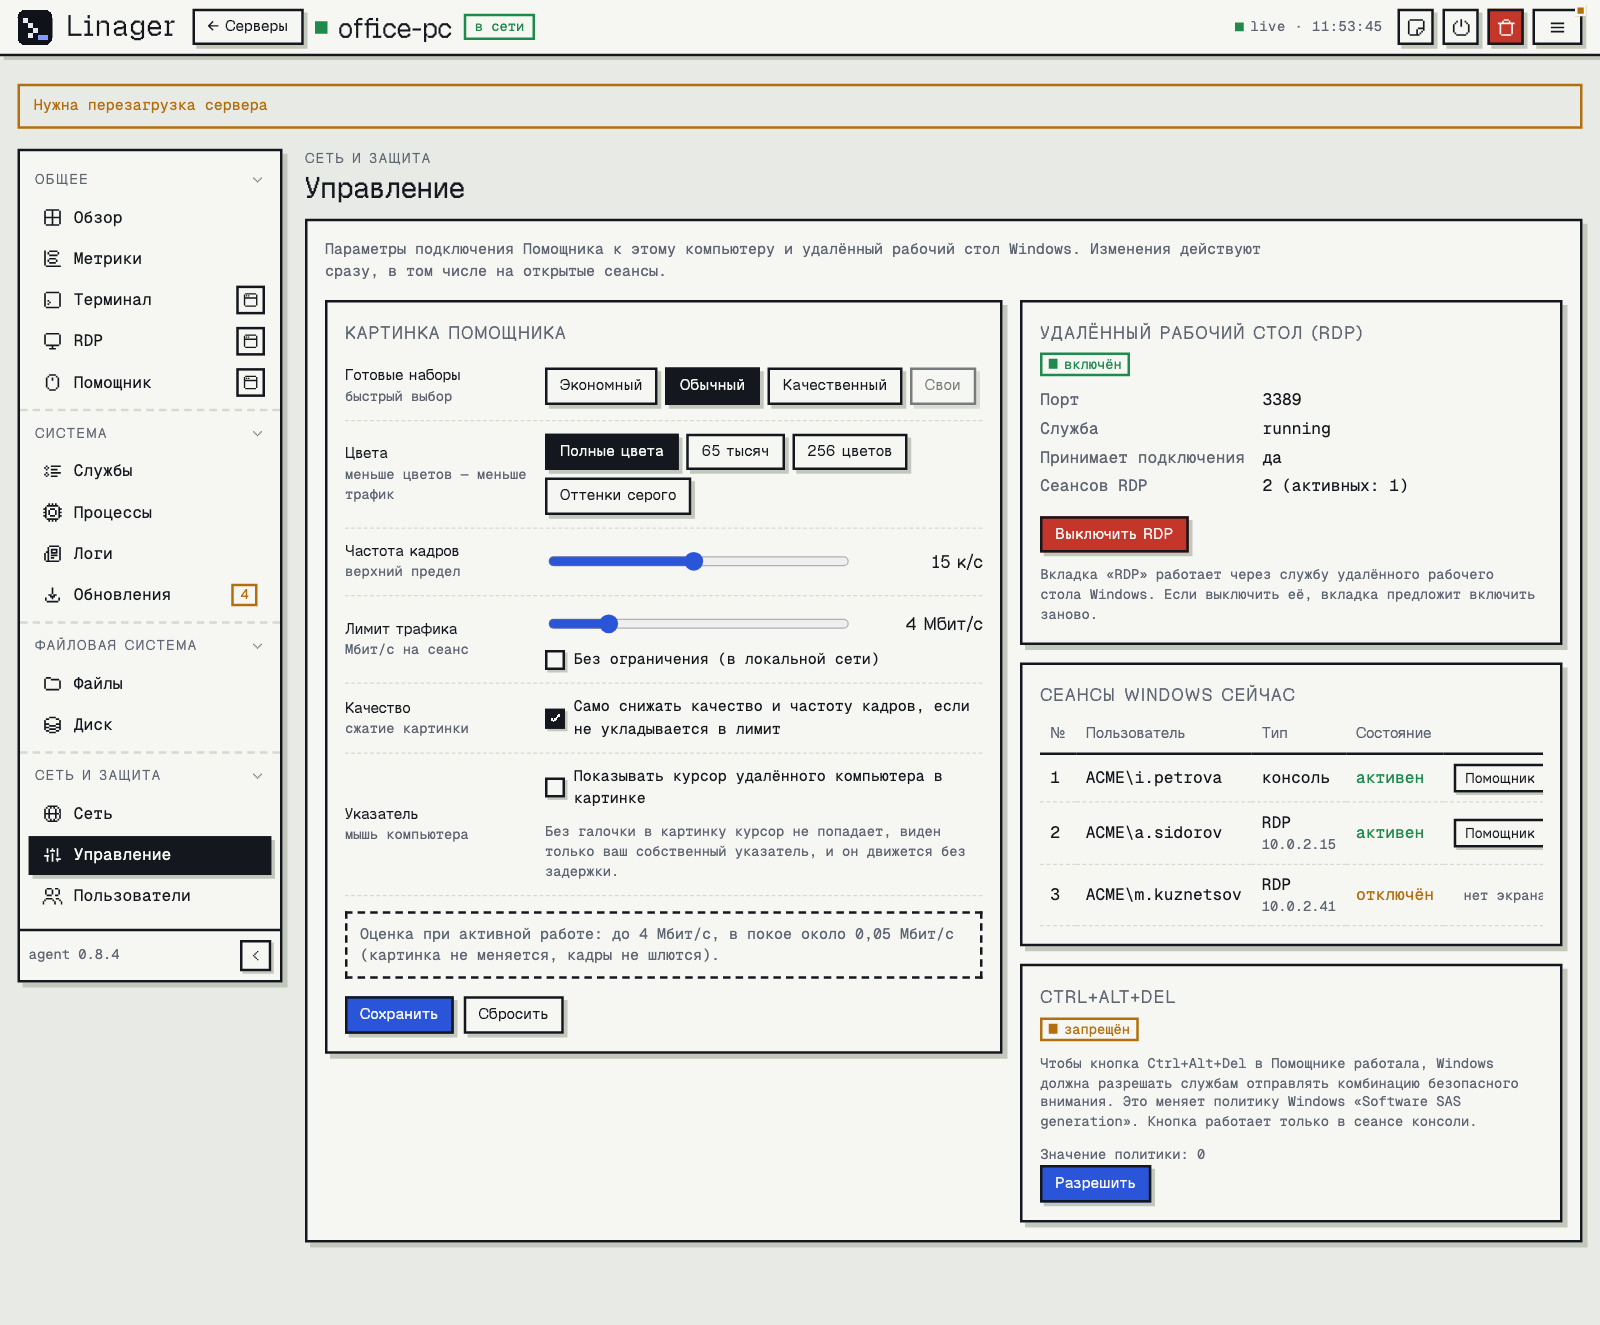 Linager
← Серверы
office-pc
в сети
live · 11:53:45
Нужна перезагрузка сервера
ОБЩЕЕ
Обзор
Метрики
Терминал
RDP
Помощник
СИСТЕМА
Службы
Процессы
Логи
Обновления
4
ФАЙЛОВАЯ СИСТЕМА
Файлы
Диск
СЕТЬ И ЗАЩИТА
Сеть
Управление
Пользователи
agent 0.8.4
СЕТЬ И ЗАЩИТА
Управление
Параметры подключения Помощника к этому компьютеру и удалённый рабочий стол Windows. Изменения действуют
сразу, в том числе на открытые сеансы.
КАРТИНКА ПОМОЩНИКА
Готовые наборы
быстрый выбор
Экономный
Обычный
Качественный
Свои
Цвета
меньше цветов — меньше
трафик
Полные цвета
65 тысяч
256 цветов
Оттенки серого
Частота кадров
верхний предел
15 к/с
Лимит трафика
Мбит/с на сеанс
4 Мбит/с
Без ограничения (в локальной сети)
Качество
сжатие картинки
Само снижать качество и частоту кадров, если
не укладывается в лимит
Указатель
мышь компьютера
Показывать курсор удалённого компьютера в
картинке
Без галочки в картинку курсор не попадает, виден
только ваш собственный указатель, и он движется без
задержки.
Оценка при активной работе: до 4 Мбит/с, в покое около 0,05 Мбит/с
(картинка не меняется, кадры не шлются).
Сохранить
Сбросить
УДАЛЁННЫЙ РАБОЧИЙ СТОЛ (RDP)
включён
Порт 3389
Служба running
Принимает подключения да
Сеансов RDP 2 (активных: 1)
Выключить RDP
Вкладка «RDP» работает через службу удалённого рабочего
стола Windows. Если выключить её, вкладка предложит включить
заново.
СЕАНСЫ WINDOWS СЕЙЧАС
№ Пользователь Тип Состояние
1 ACME\i.petrova консоль активен Помощник
2 ACME\a.sidorov RDP 10.0.2.15 активен Помощник
3 ACME\m.kuznetsov RDP 10.0.2.41 отключён нет экрана
CTRL+ALT+DEL
запрещён
Чтобы кнопка Ctrl+Alt+Del в Помощнике работала, Windows
должна разрешать службам отправлять комбинацию безопасного
внимания. Это меняет политику Windows «Software SAS
generation». Кнопка работает только в сеансе консоли.
Значение политики: 0
Разрешить